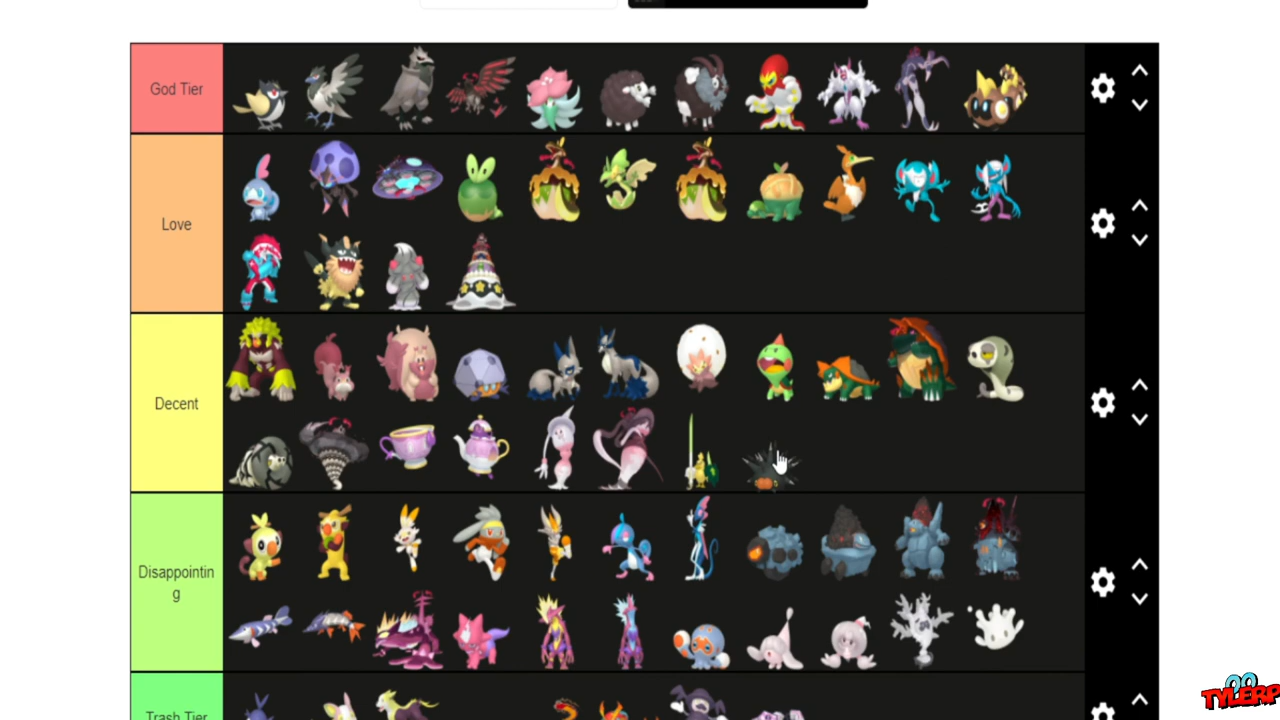 God Tier
Love
Decent
Disappointin
g
Trash Tier
TYLERP